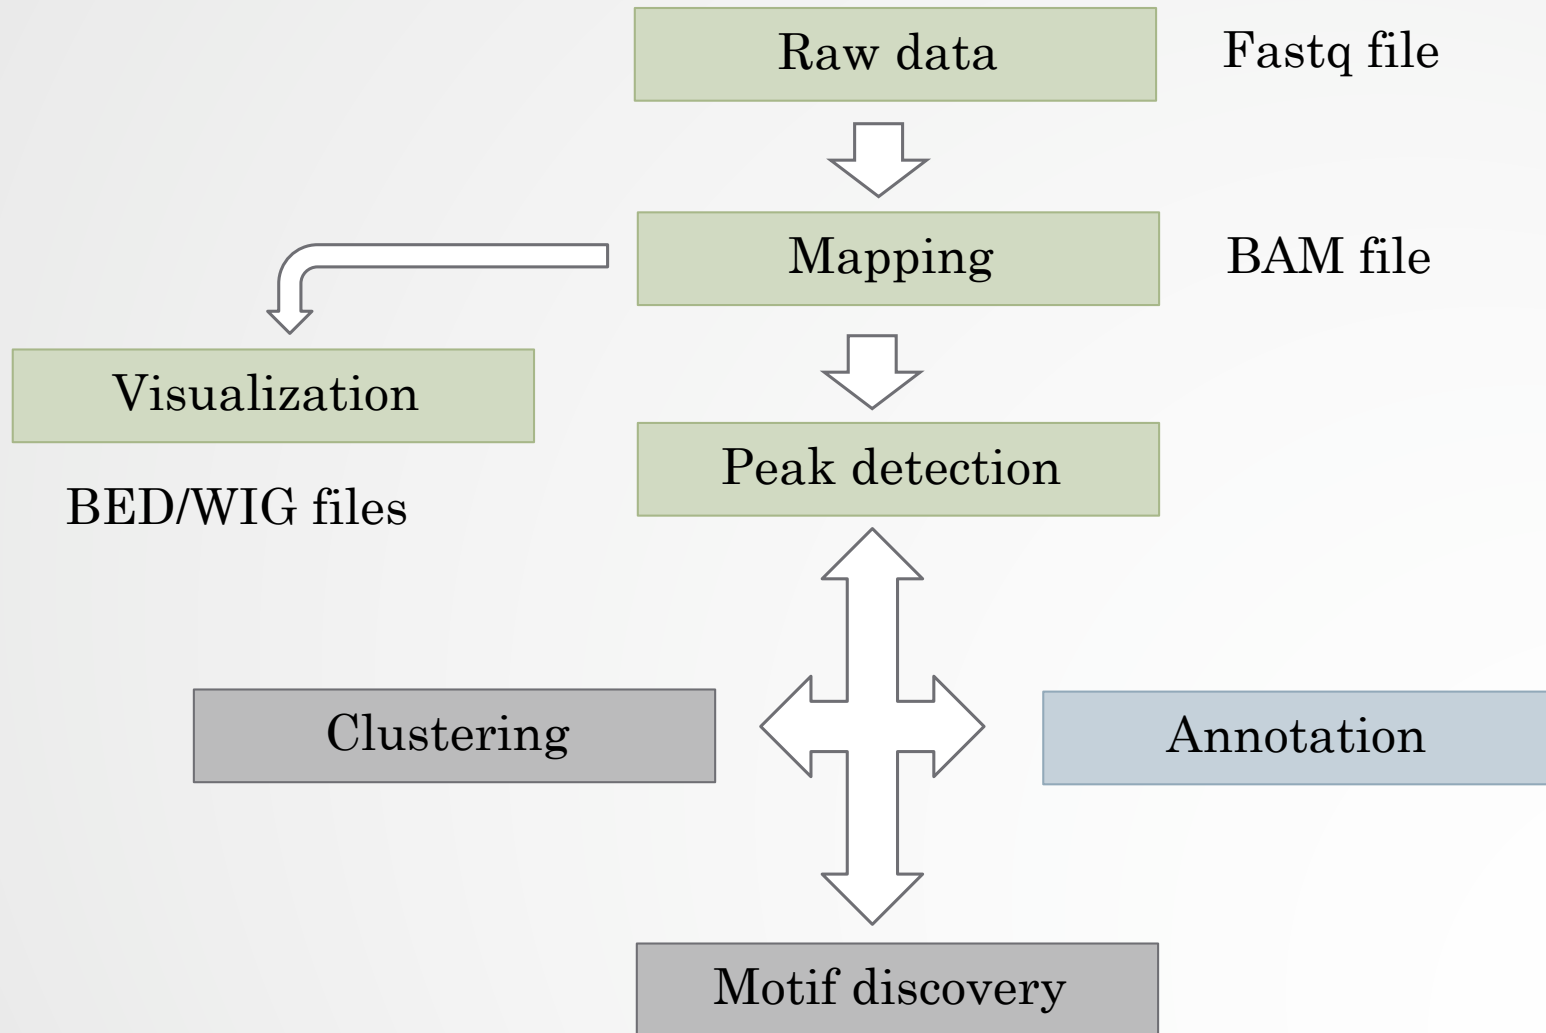 Raw data
Fastq file
Mapping
BAM file
Visualization
BED/WIG files
Peak detection
Clustering
Annotation
Motif discovery